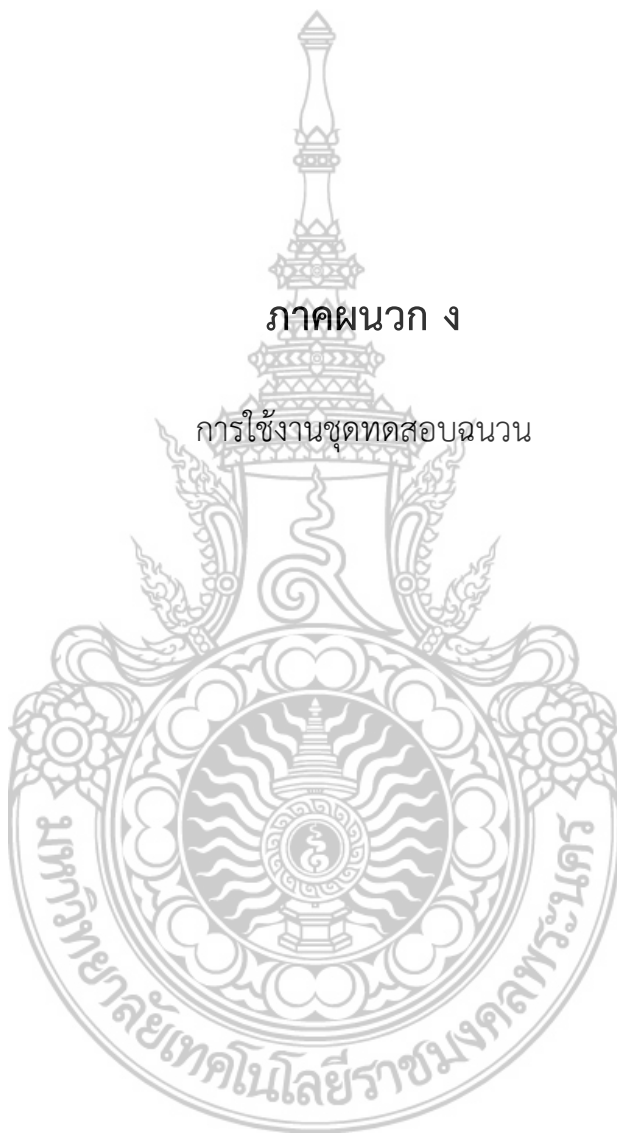 ภาคผนวก ง
การใช้งานชุดทดสอบฉนวน
มหาวิทยาลัยเทคโนโลยีราชมงคลพระนคร